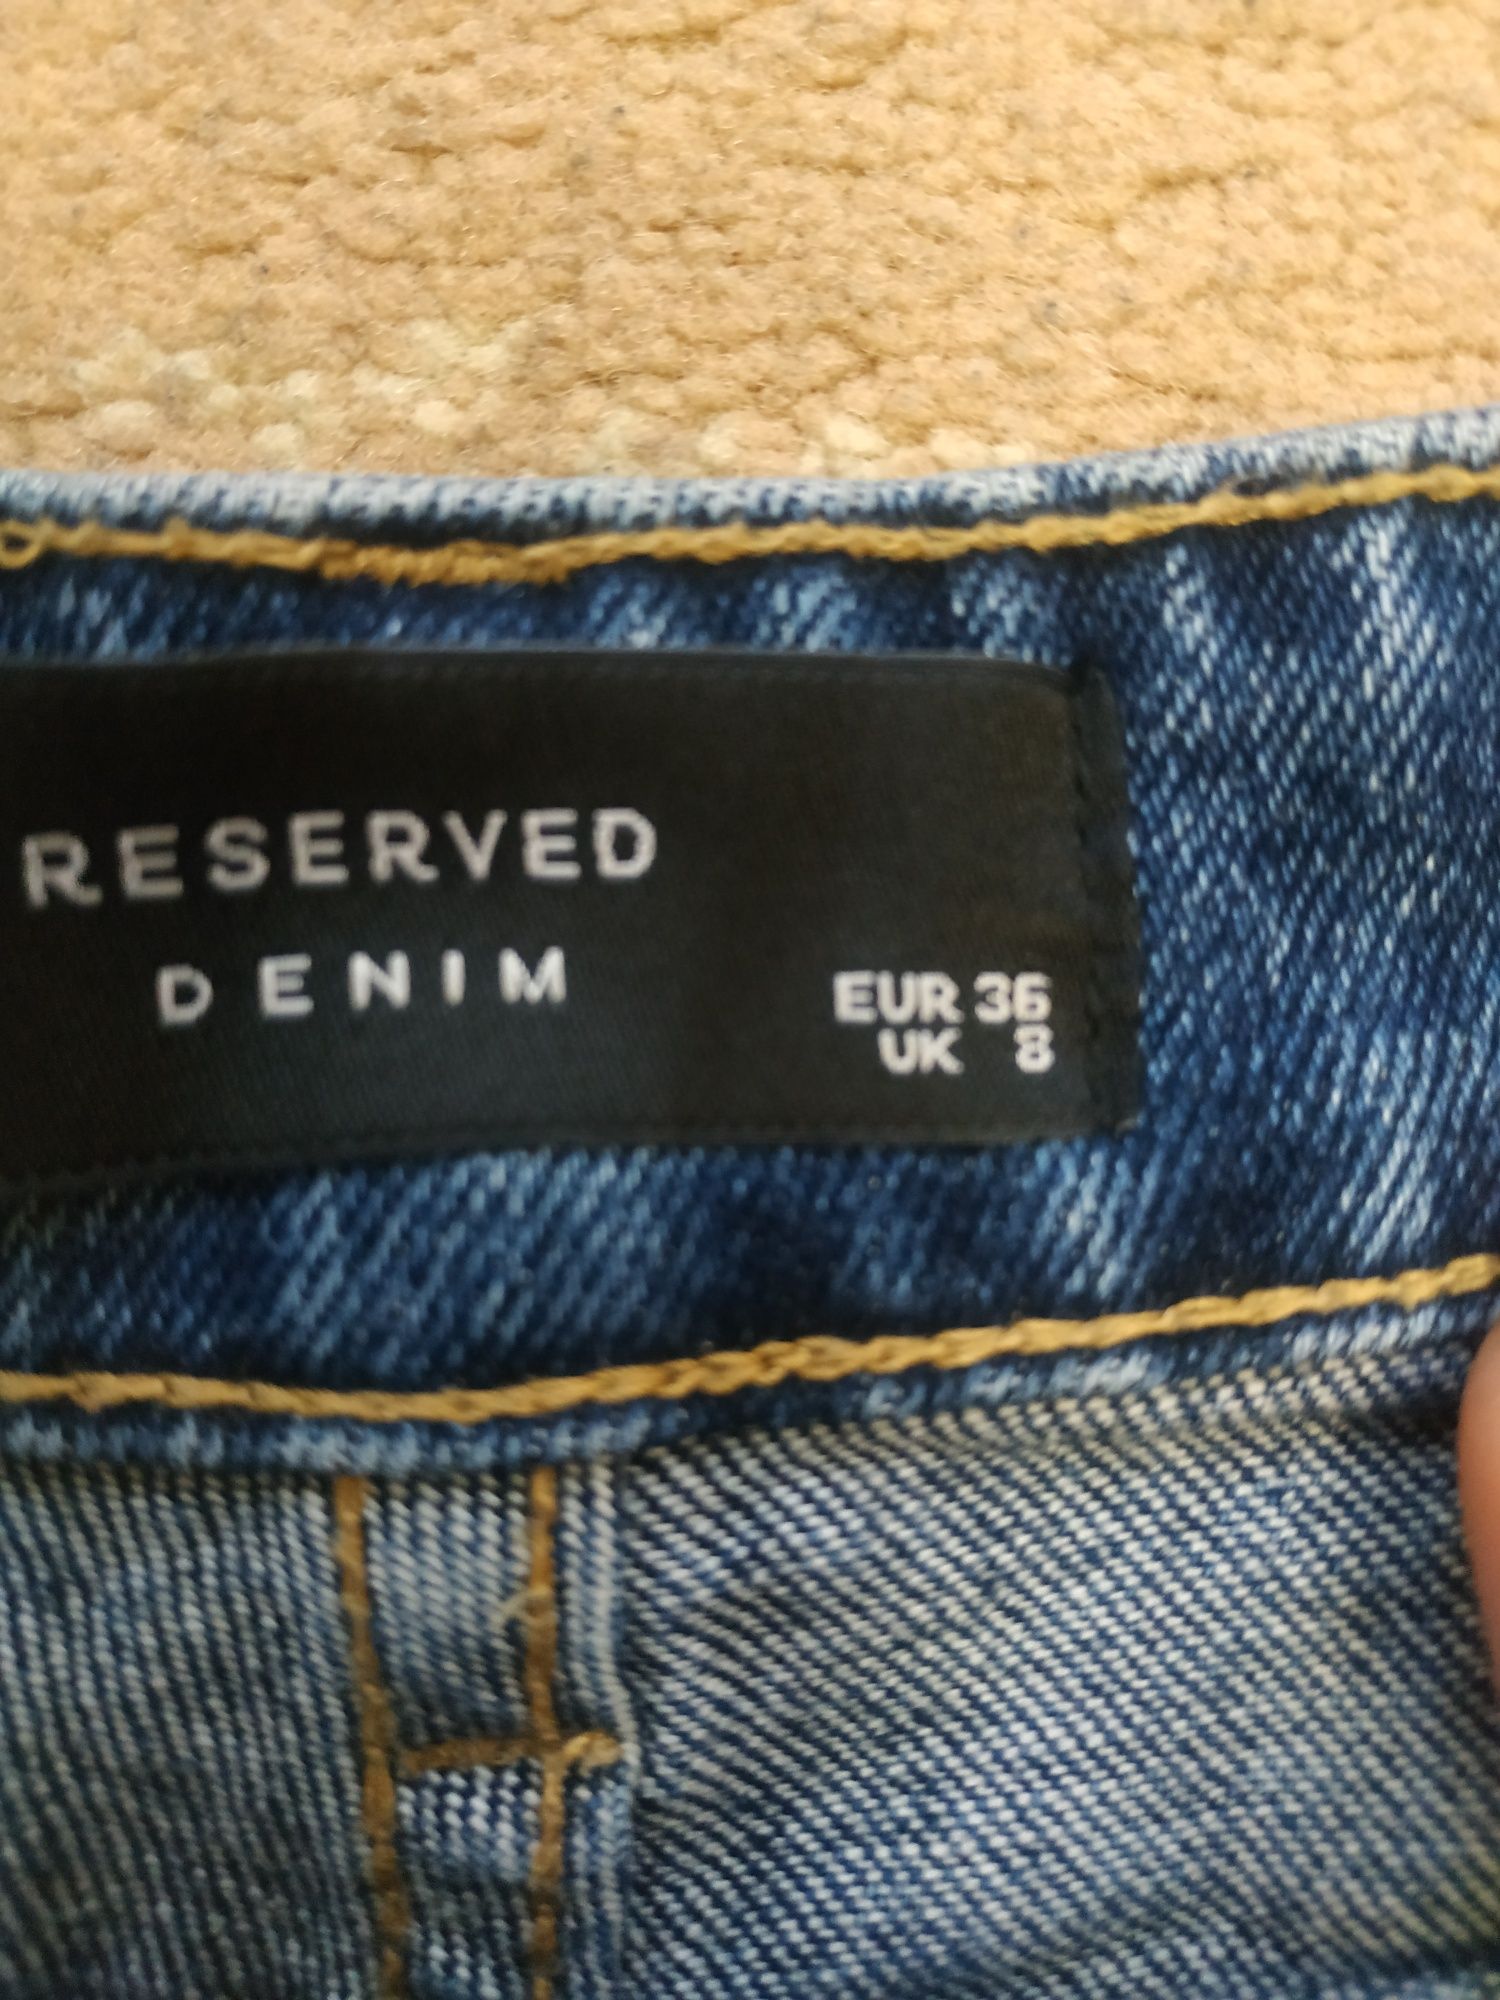 RESERVED
DENIM
EUR 36
UK 8